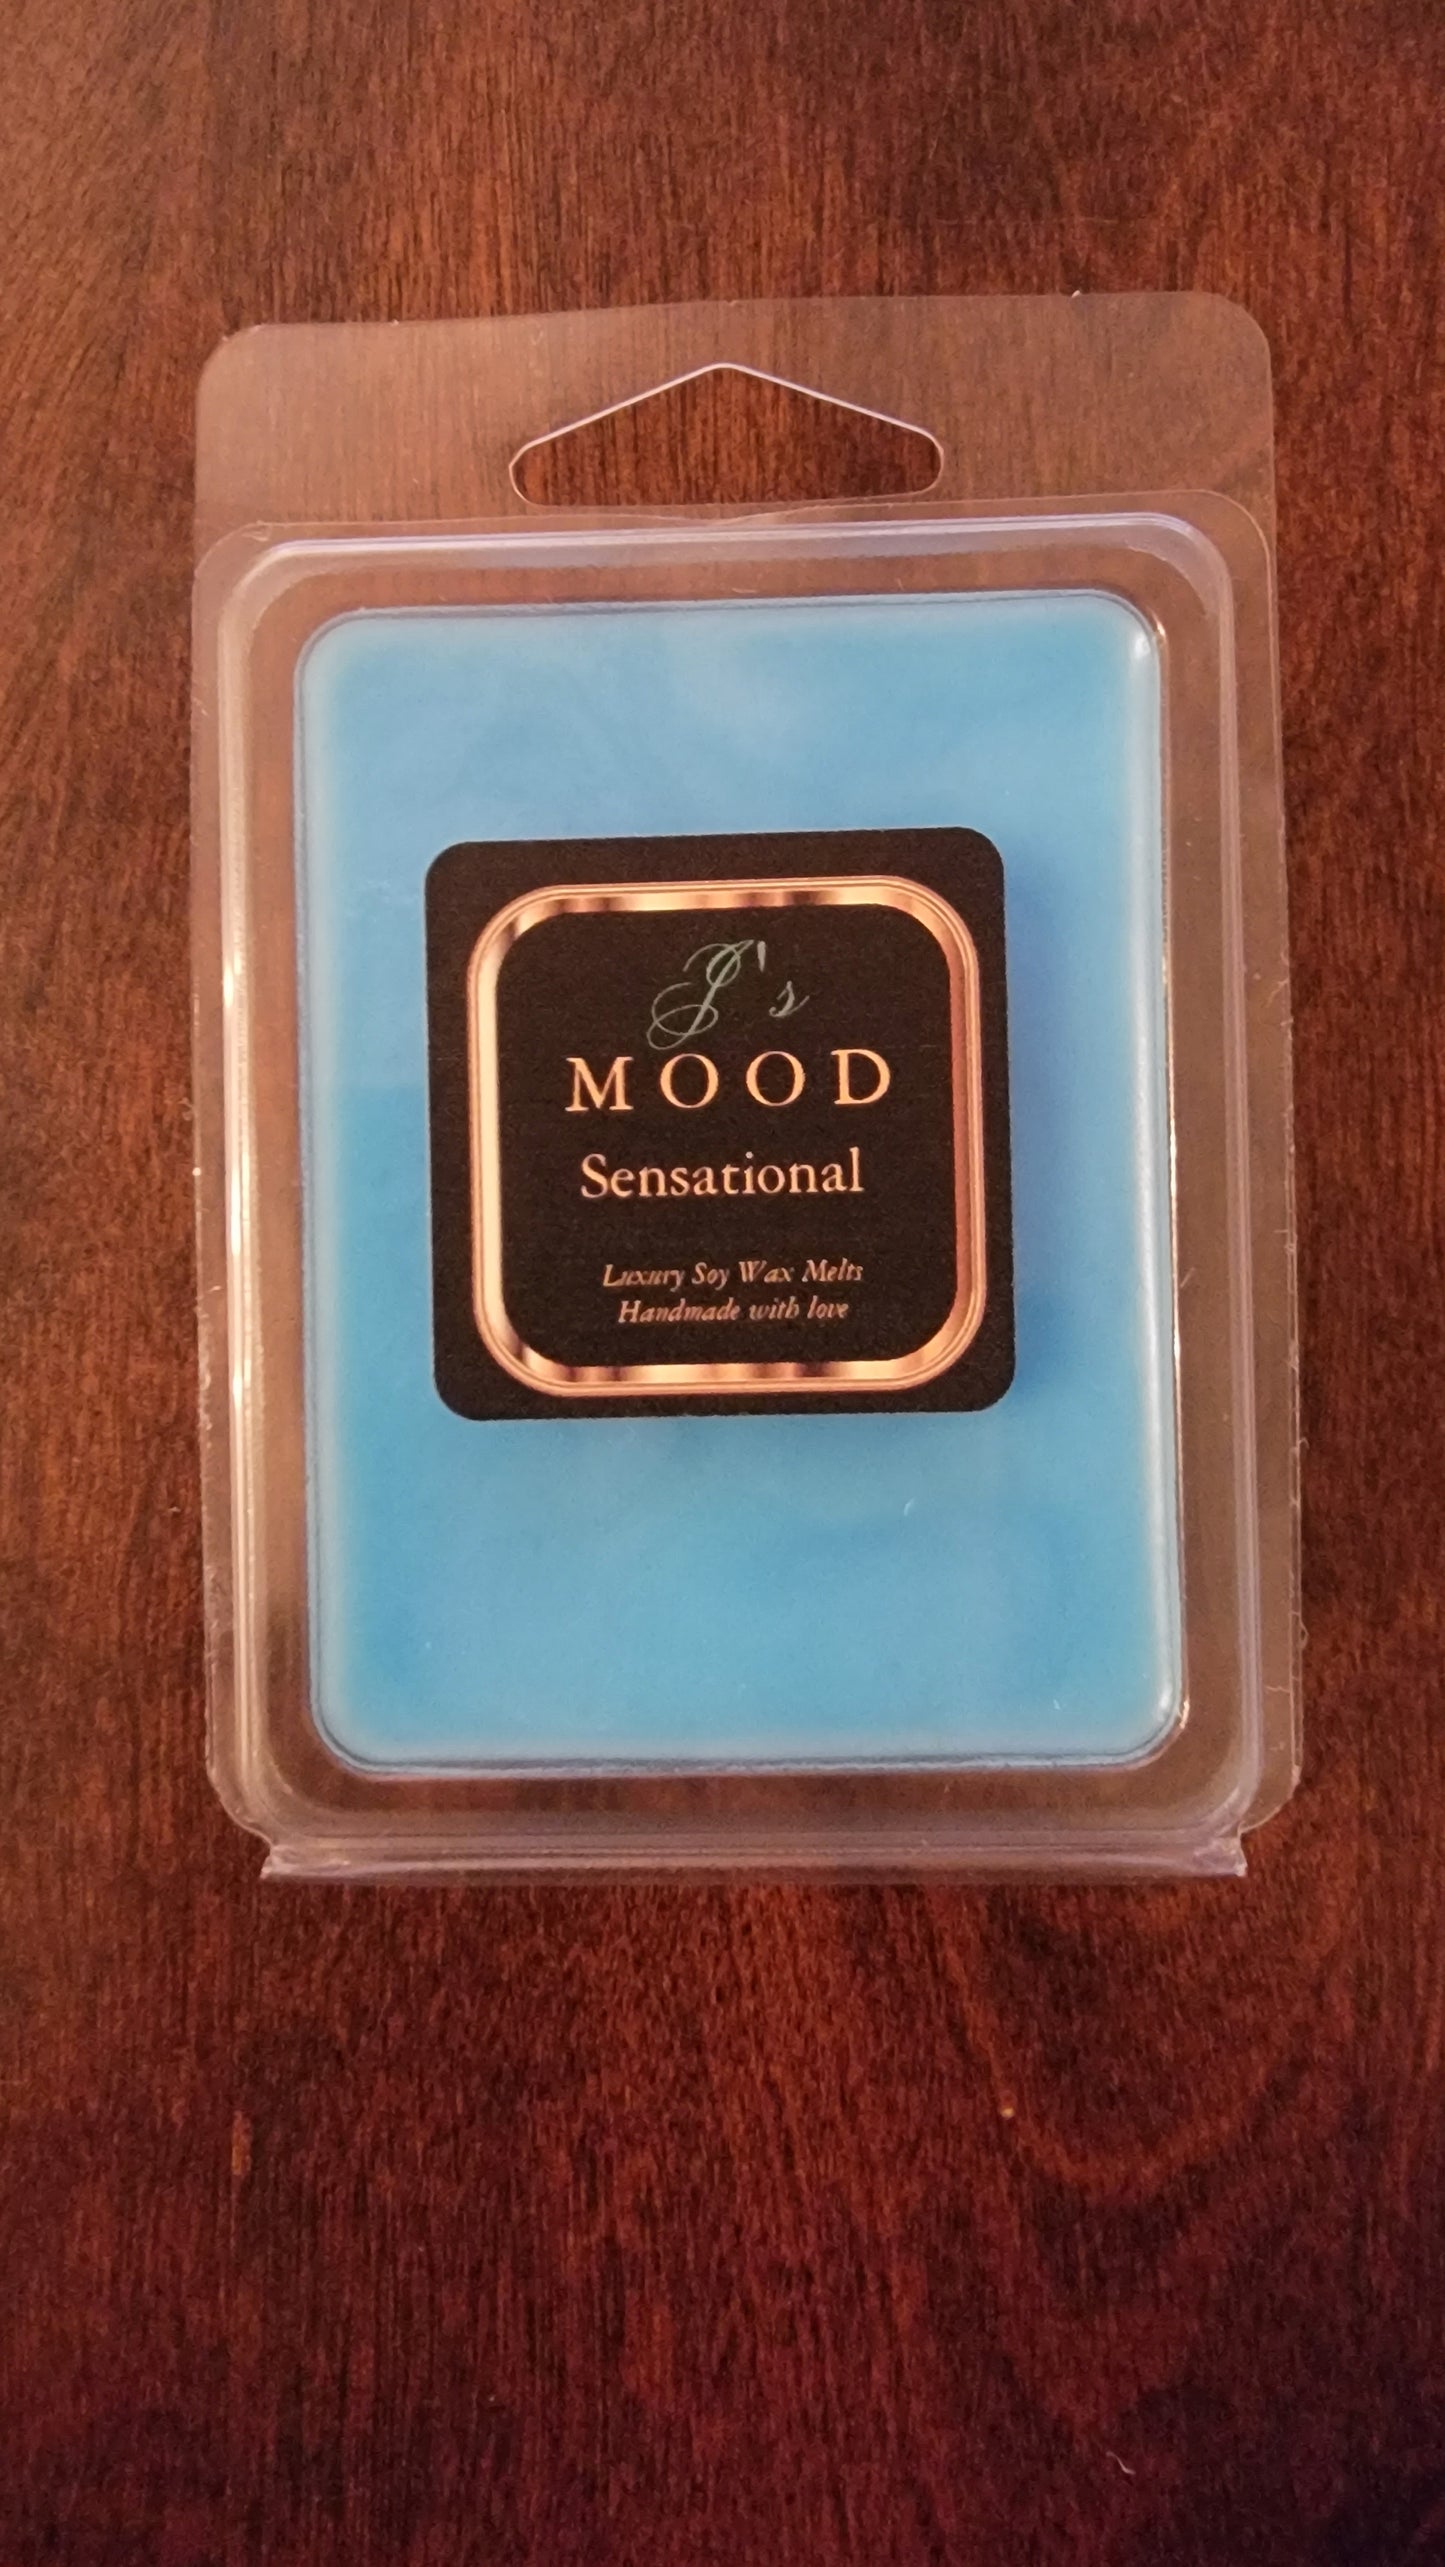 J's
MOOD
Sensational
Luxury Soy Wax Melts
Handmade with love